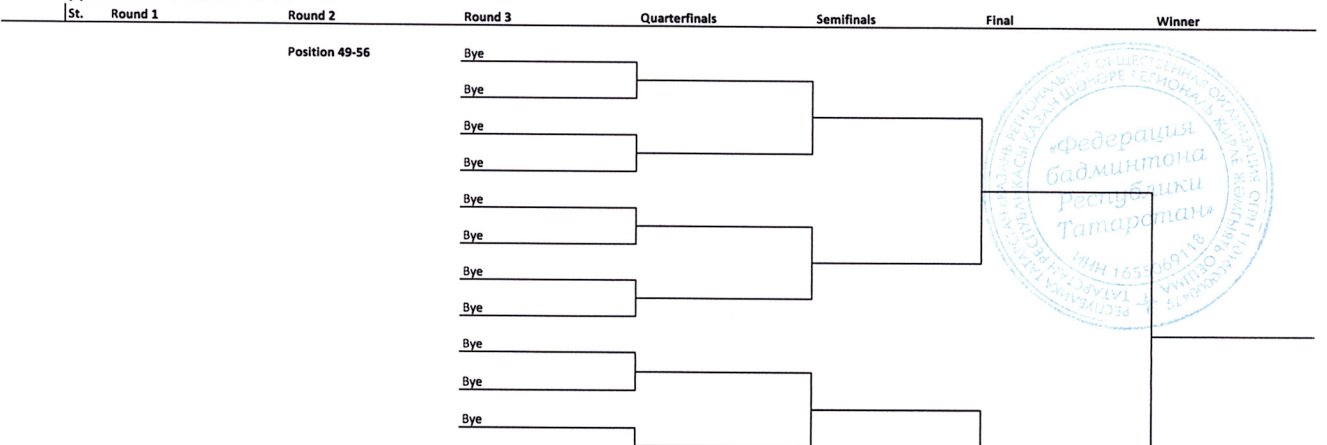 St. Round 1 Round 2 Round 3 Quarterfinals Semifinals Final Winner
Position 49-56 Bye
Bye
Bye
Bye
Bye
Bye
Bye
Bye
Bye
Bye
Bye
«Федерация
бадминтона
Республики
Татарстан»
ИНН 1655069118